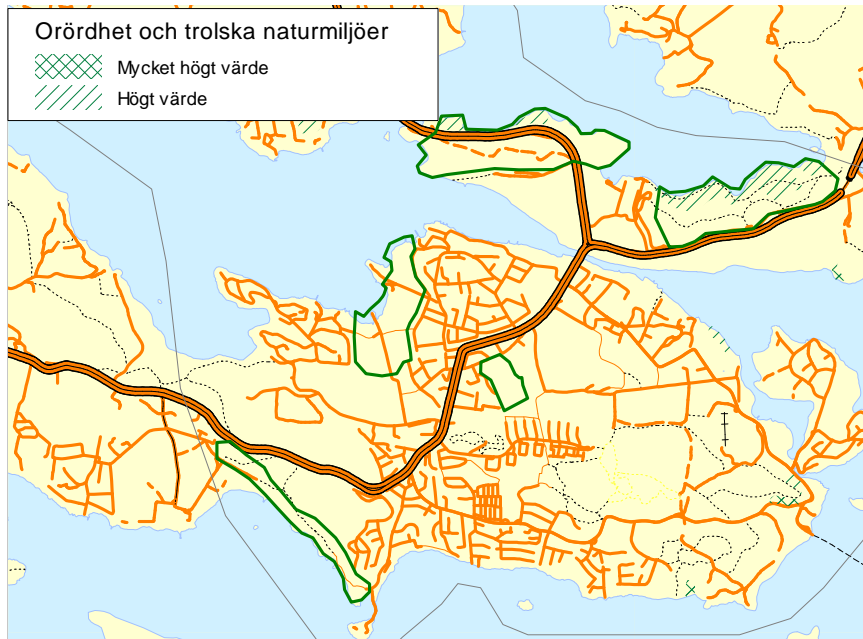 Orördhet och trolska naturmiljöer
Mycket högt värde
Högt värde